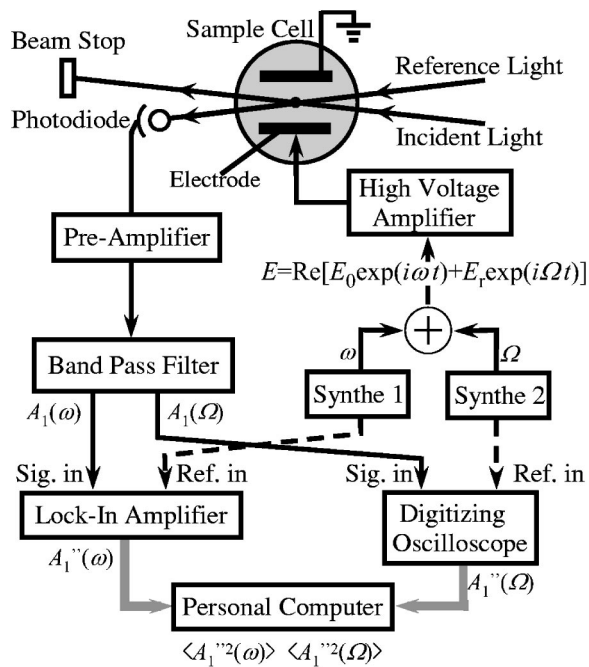 Sample Cell
Beam Stop
Reference Light
Photodiode
Incident Light
Electrode
High Voltage
Amplifier
Pre-Amplifier
E=Re[E₀exp(iωt)+Eᵣexp(iΩt)]
+
ω
Ω
Band Pass Filter
Synthe 1
Synthe 2
A₁(ω)
A₁(Ω)
Sig. in
Ref. in
Sig. in
Ref. in
Lock-In Amplifier
Digitizing
Oscilloscope
A₁’’(ω)
A₁’’(Ω)
Personal Computer
<A₁’’²(ω)> <A₁’’²(Ω)>